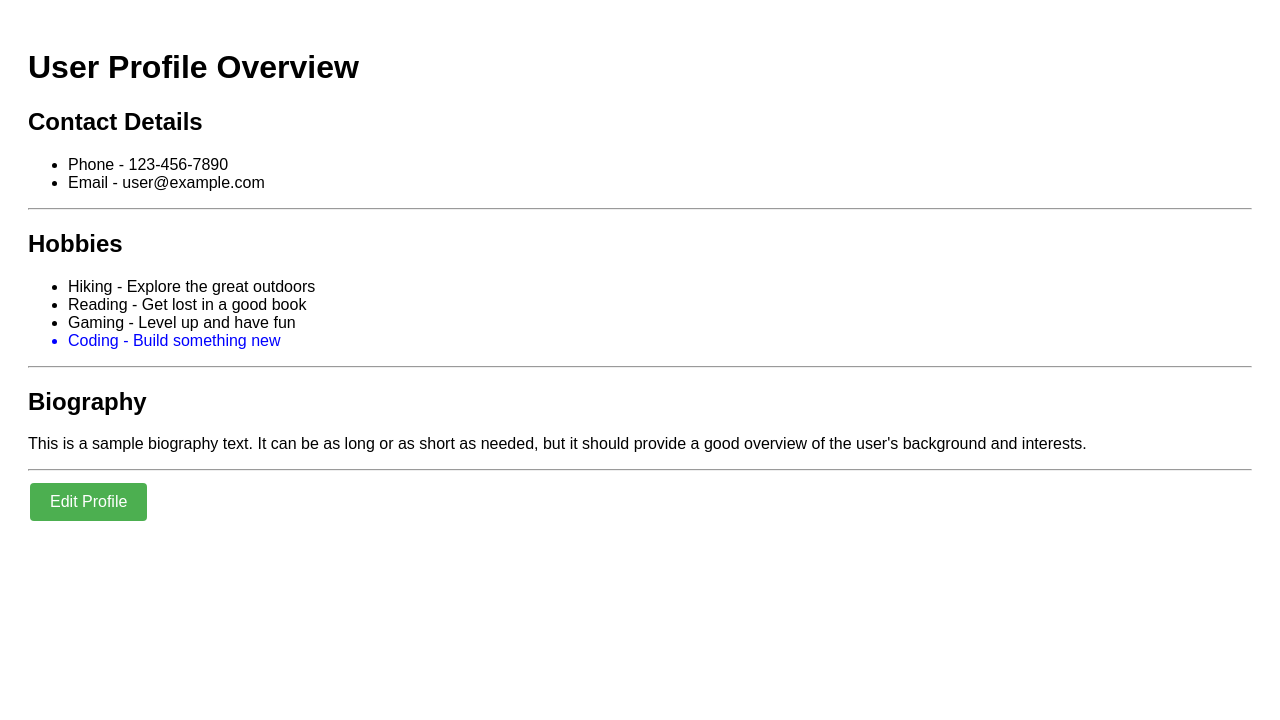 User Profile Overview
Contact Details
Phone - 123-456-7890
Email - user@example.com
Hobbies
Hiking - Explore the great outdoors
Reading - Get lost in a good book
Gaming - Level up and have fun
Coding - Build something new
Biography
This is a sample biography text. It can be as long or as short as needed, but it should provide a good overview of the user's background and interests.
Edit Profile